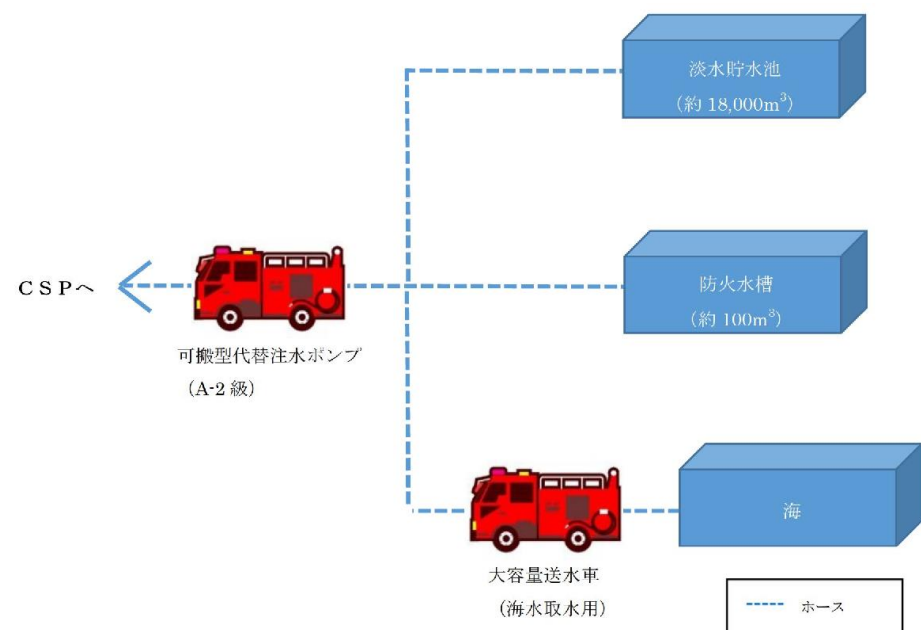 淡水貯水池
(約 18,000m³)
防火水槽
(約 100m³)
CSPへ
可搬型代替注水ポンプ
(A-2 級)
海
大容量送水車
(海水取水用)
ホース